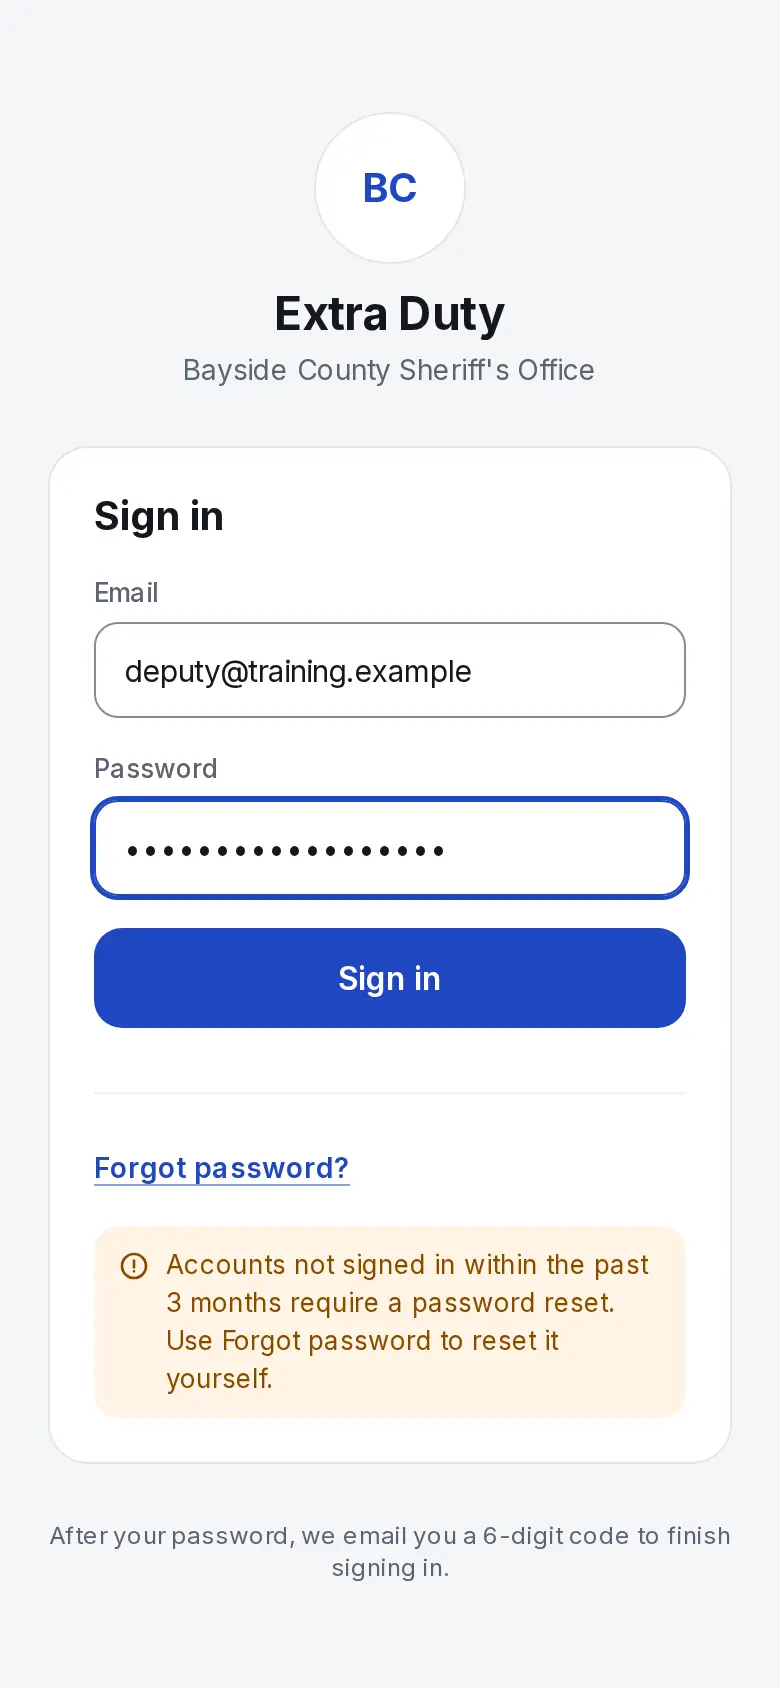 BC
Extra Duty
Bayside County Sheriff's Office
Sign in
Email
deputy@training.example
Password
••••••••••••••••••
Sign in
Forgot password?
Accounts not signed in within the past
3 months require a password reset.
Use Forgot password to reset it
yourself.
After your password, we email you a 6-digit code to finish
signing in.